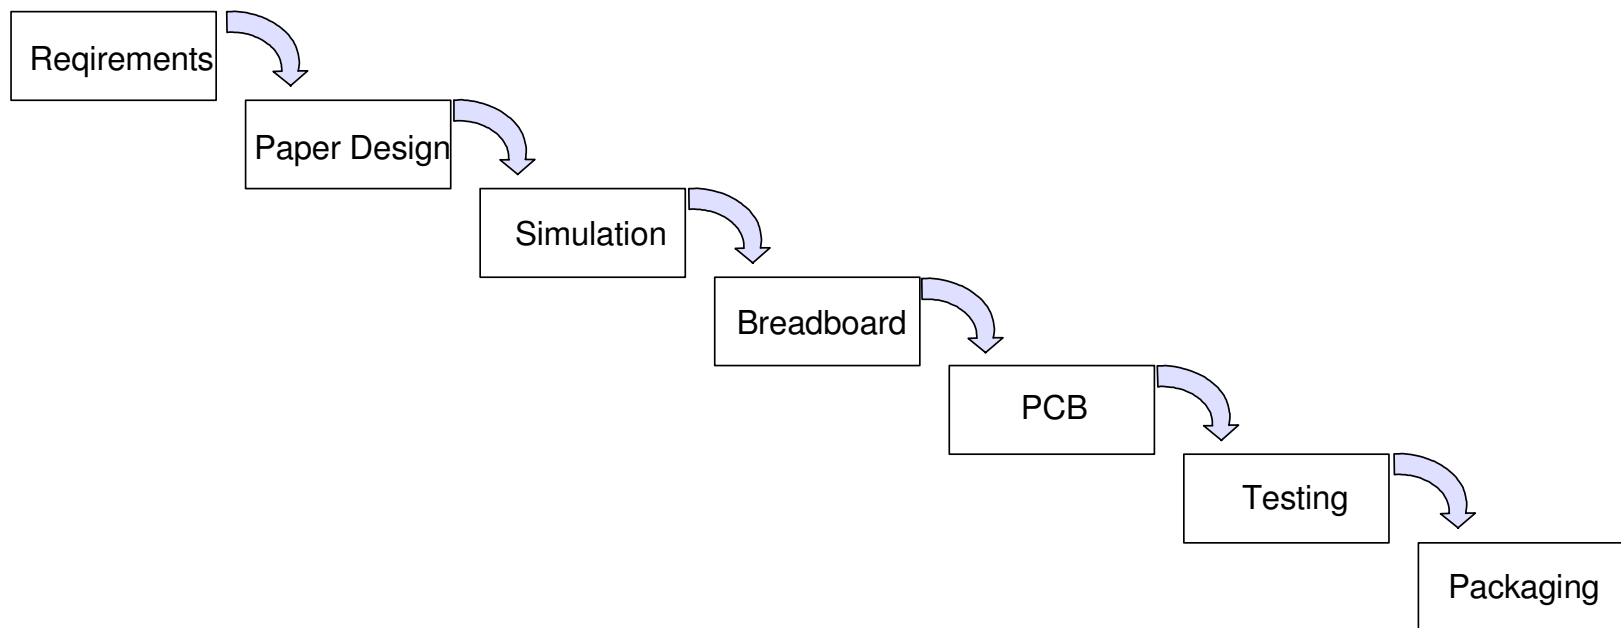 Reqirements
Paper Design
Simulation
Breadboard
PCB
Testing
Packaging